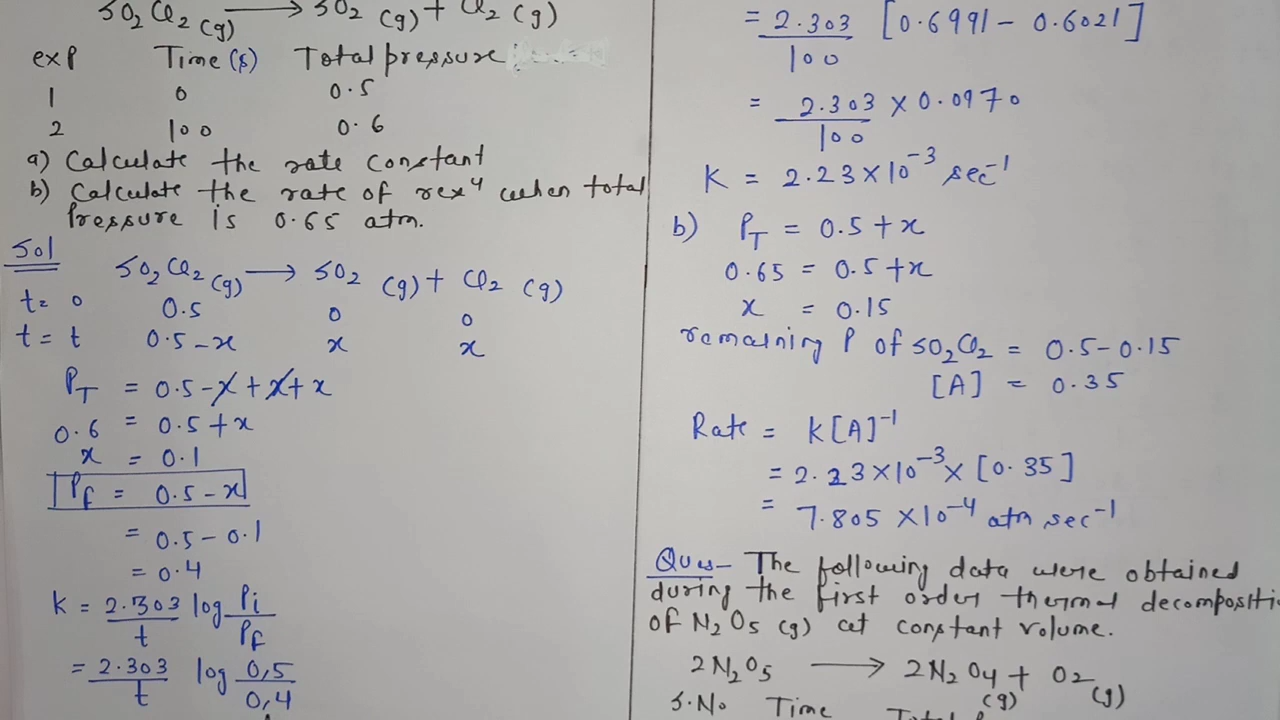 SO2Cl2 (g) ⟶ SO2 (g) + Cl2 (g)
exp Time (s) Total pressure
1 0 0.5
2 100 0.6
a) Calculate the rate constant
b) Calculate the rate of rexⁿ when total
Pressure is 0.65 atm.
Sol
SO2Cl2 (g) ⟶ SO2 (g) + Cl2 (g)
t = 0 0.5 0 0
t = t 0.5-x x x
PT = 0.5-x+x+x
0.6 = 0.5+x
x = 0.1
Pf = 0.5-x
= 0.5-0.1
= 0.4
K = 2.303/t log Pi/Pf
= 2.303/t log 0,5/0,4
= 2.303/100 [0.6991-0.6021]
= 2.303/100 × 0.0970
K = 2.23×10⁻³ sec⁻¹
b) PT = 0.5+x
0.65 = 0.5+x
x = 0.15
remaining P of SO2Cl2 = 0.5-0.15
[A] = 0.35
Rate = K[A]⁻¹
= 2.23×10⁻³×[0.35]
= 7.805×10⁻⁴ atm sec⁻¹
Ques- The following data were obtained
during the first order thermal decompositi
of N2O5 (g) at constant volume.
2N2O5 ⟶ 2N2O4 (g) + O2 (g)
S.No Time